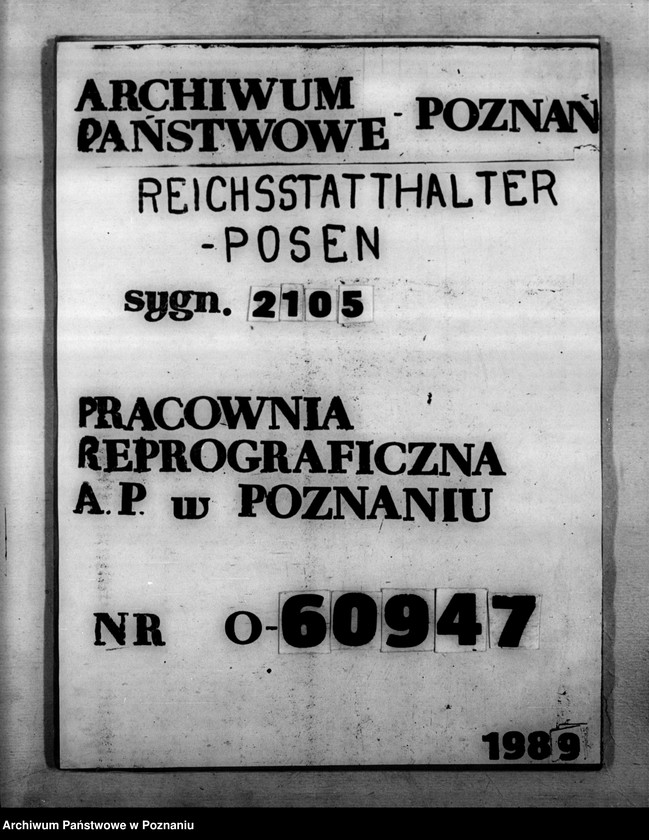 ARCHIWUM
PAŃSTWOWE - POZNAŃ
REICHSSTATTHALTER
-POSEN
sygn. 2105
PRACOWNIA
REPROGRAFICZNA
A.P. w POZNANIU
NR O-60947
1989
Archiwum Państwowe w Poznaniu